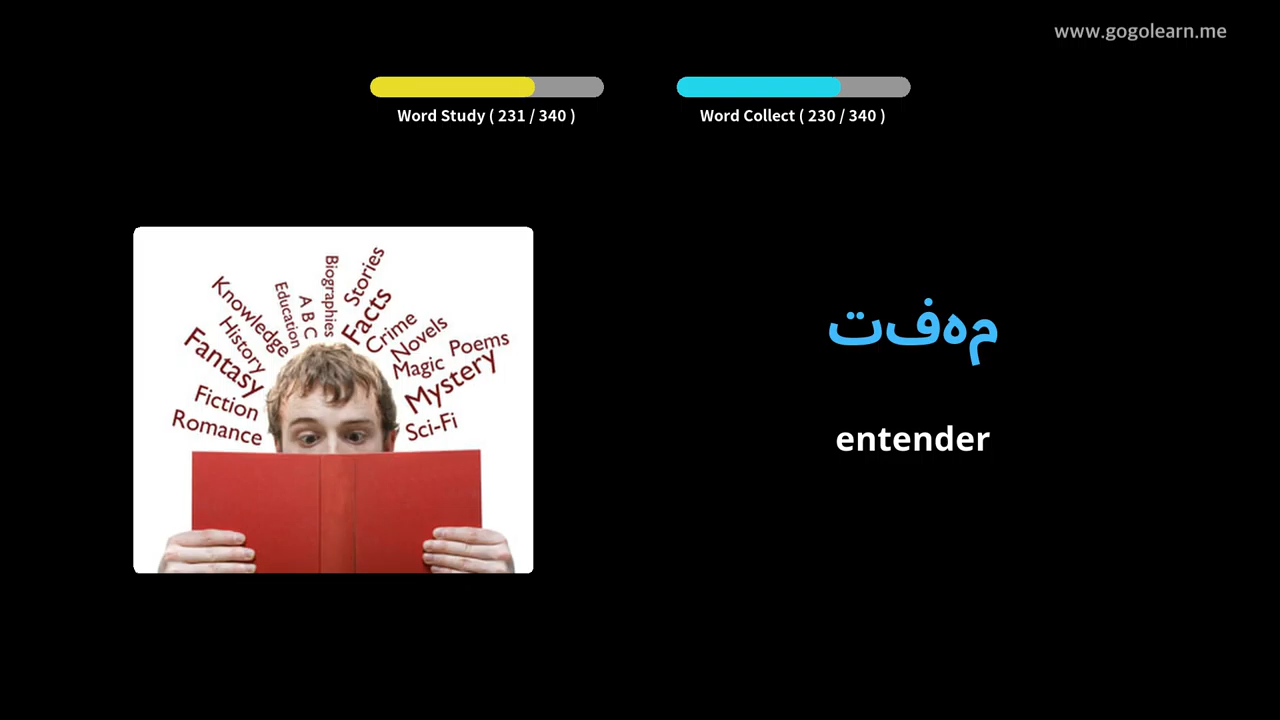 www.gogolearn.me
Word Study ( 231 / 340 )
Word Collect ( 230 / 340 )
Biographies
Stories
Education
A B C
Facts
Knowledge
Crime
History
Novels
Poems
Fantasy
Magic
Mystery
Fiction
Romance
Sci-Fi
مهفت
entender